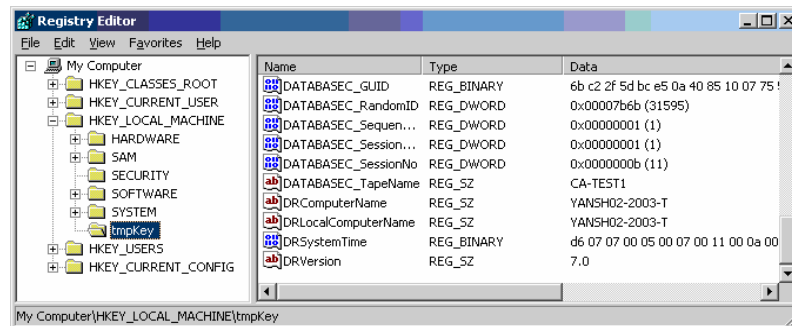 Registry Editor
File Edit View Favorites Help
My Computer
HKEY_CLASSES_ROOT
HKEY_CURRENT_USER
HKEY_LOCAL_MACHINE
HARDWARE
SAM
SECURITY
SOFTWARE
SYSTEM
tmpKey
HKEY_USERS
HKEY_CURRENT_CONFIG
Name Type Data
DATABASEC_GUID REG_BINARY 6b c2 2f 5d bc e5 0a 40 85 10 07 75
DATABASEC_RandomID REG_DWORD 0x00007b6b (31595)
DATABASEC_Sequen... REG_DWORD 0x00000001 (1)
DATABASEC_Session... REG_DWORD 0x00000001 (1)
DATABASEC_SessionNo REG_DWORD 0x0000000b (11)
DATABASEC_TapeName REG_SZ CA-TEST1
DRComputerName REG_SZ YANSH02-2003-T
DRLocalComputerName REG_SZ YANSH02-2003-T
DRSystemTime REG_BINARY d6 07 07 00 05 00 07 00 11 00 0a 00
DRVersion REG_SZ 7.0
My Computer\HKEY_LOCAL_MACHINE\tmpKey